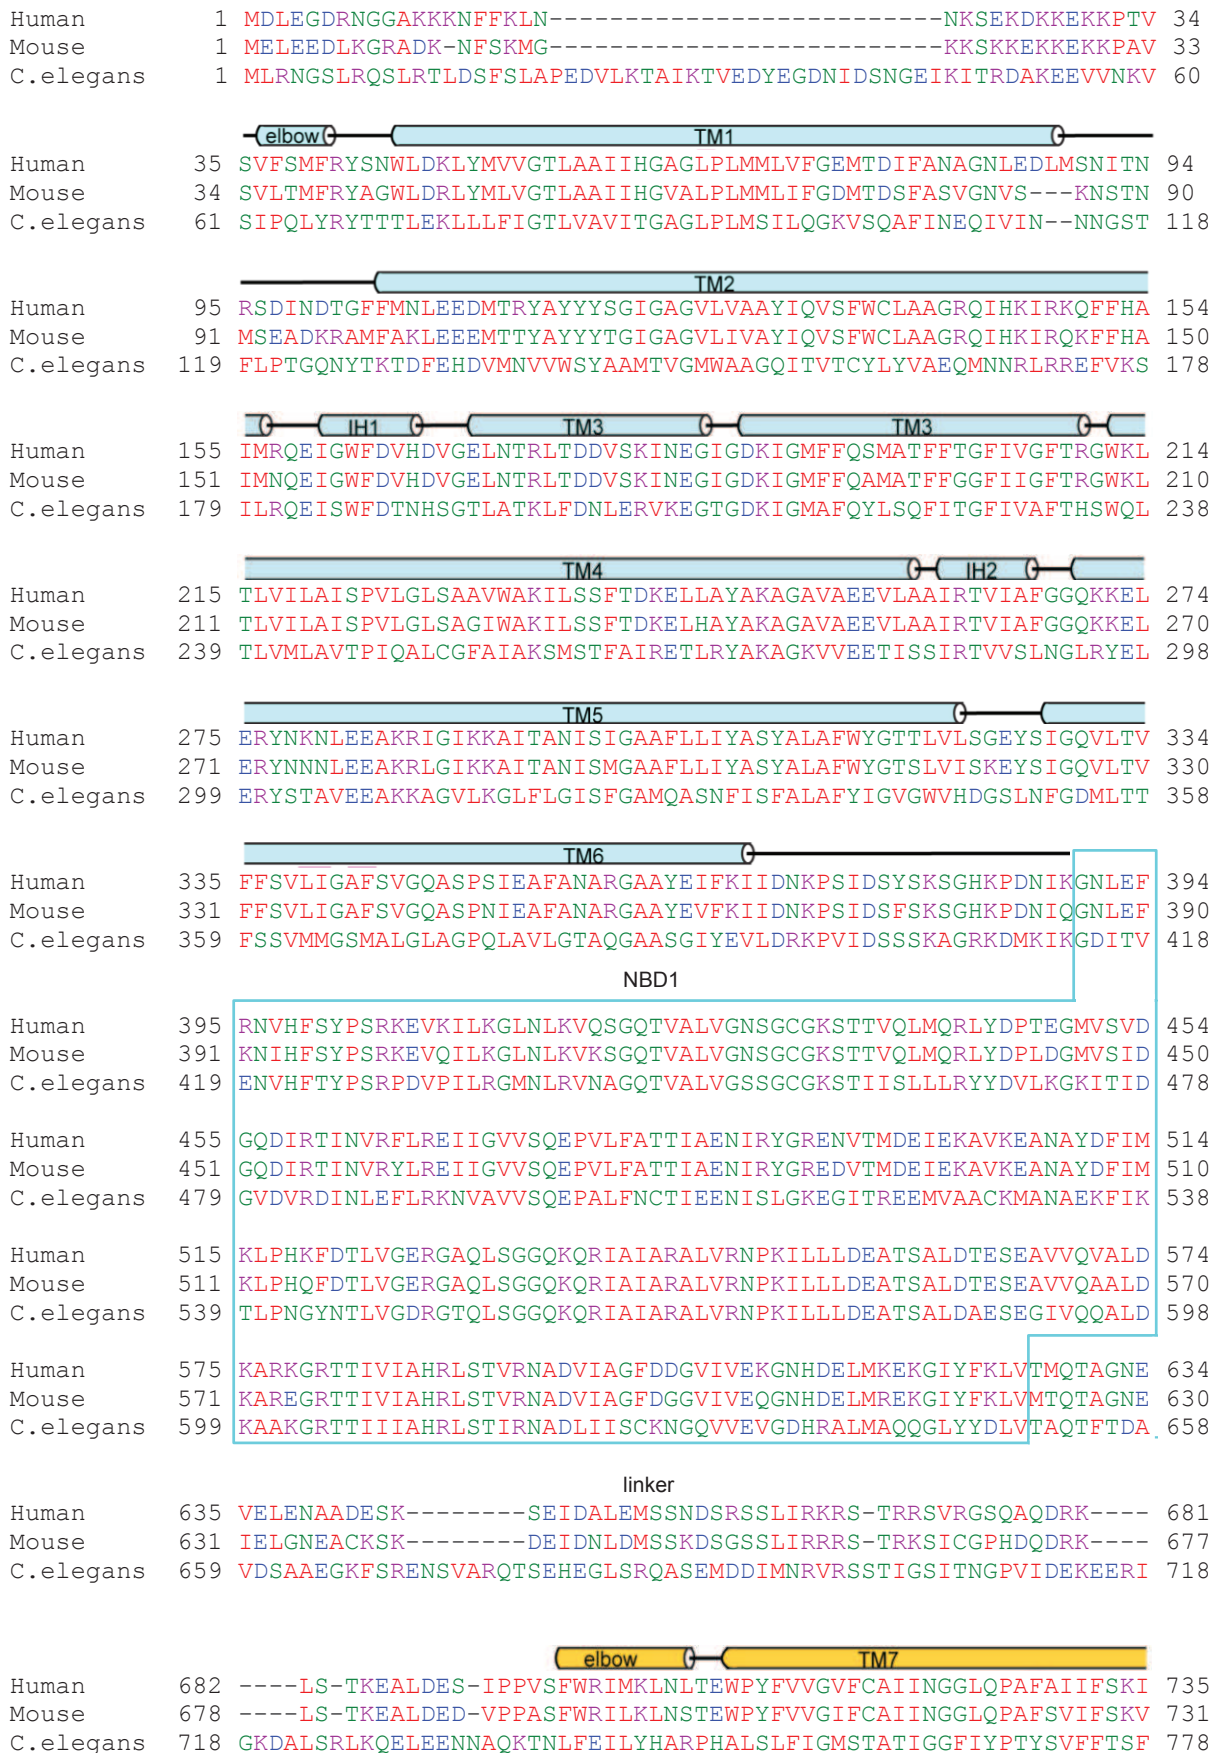 Human 1 MDLEGDRNGGAKKKNFFKLN--------------------------NKSEKDKKEKKPTV 34
Mouse 1 MELEEDLKGRADK-NFSKMG--------------------------KKSKKEKKEKKPAV 33
C.elegans 1 MLRNGSLRQSLRTLDSFSLAPEDVLKTAIKTVEDYEGDNIDSNGEIKITRDAKEEVVNKV 60
elbow TM1
Human 35 SVFSMFRYSNWLDKLYMVVGTLAAIIHGAGLPLMMLVFGEMTDIFANAGNLEDLMSNITN 94
Mouse 34 SVLTMFRYAGWLDRLYMLVGTLAAIIHGVALPLMMLIFGDMTDSFASVGNVS---KNSTN 90
C.elegans 61 SIPQLYRYTTTLEKLLLFIGTLVAVITGAGLPLMSILQGKVSQAFINEQIVIN--NNGST 118
TM2
Human 95 RSDINDTGFFMNLEEDMTRYAYYYSGIGAGVLVAAYIQVSFWCLAAGRQIHKIRKQFFHA 154
Mouse 91 MSEADKRAMFAKLEEEMTTYAYYYTGIGAGVLIVAYIQVSFWCLAAGRQIHKIRQKFFHA 150
C.elegans 119 FLPTGQNYTKTDFEHDVMNVVWSYAAMTVGMWAAGQITVTCYLYVAEQMNNRLRREFVKS 178
IH1 TM3 TM3
Human 155 IMRQEIGWFDVHDVGELNTRLTDDVSKINEGIGDKIGMFFQSMATFFTGFIVGFTRGWKL 214
Mouse 151 IMNQEIGWFDVHDVGELNTRLTDDVSKINEGIGDKIGMFFQAMATFFGGFIIGFTRGWKL 210
C.elegans 179 ILRQEISWFDTNHSGTLATKLFDNLERVKEGTGDKIGMAFQYLSQFITGFIVAFTHSWQL 238
TM4 IH2
Human 215 TLVILAISPVLGLSAAVWAKILSSFTDKELLAYAKAGAVAEEVLAAIRTVIAFGGQKKEL 274
Mouse 211 TLVILAISPVLGLSAGIWAKILSSFTDKELHAYAKAGAVAEEVLAAIRTVIAFGGQKKEL 270
C.elegans 239 TLVMLAVTPIQALCGFAIAKSMSTFAIRETLRYAKAGKVVEETISSIRTVVSLNGLRYEL 298
TM5
Human 275 ERYNKNLEEAKRIGIKKAITANISIGAAFLLIYASYALAFWYGTTLVLSGEYSIGQVLTV 334
Mouse 271 ERYNNNLEEAKRLGIKKAITANISMGAAFLLIYASYALAFWYGTSLVISKEYSIGQVLTV 330
C.elegans 299 ERYSTAVEEAKKAGVLKGLFLGISFGAMQASNFISFALAFYIGVGWVHDGSLNFGDMLTT 358
TM6
Human 335 FFSVLIGAFSVGQASPSIEAFANARGAAYEIFKIIDNKPSIDSYSKSGHKPDNIKGNLEF 394
Mouse 331 FFSVLIGAFSVGQASPNIEAFANARGAAYEVFKIIDNKPSIDSFSKSGHKPDNIQGNLEF 390
C.elegans 359 FSSVMMGSMALGLAGPQLAVLGTAQGAASGIYEVLDRKPVIDSSSKAGRKDMKIKGDITV 418
NBD1
Human 395 RNVHFSYPSRKEVKILKGLNLKVQSGQTVALVGNSGCGKSTTVQLMQRLYDPTEGMVSVD 454
Mouse 391 KNIHFSYPSRKEVQILKGLNLKVKSGQTVALVGNSGCGKSTTVQLMQRLYDPLDGMVSID 450
C.elegans 419 ENVHFTYPSRPDVPILRGMNLRVNAGQTVALVGSSGCGKSTIISLLLRYYDVLKGKITID 478
Human 455 GQDIRTINVRFLREIIGVVSQEPVLFATTIAENIRYGRENVTMDEIEKAVKEANAYDFIM 514
Mouse 451 GQDIRTINVRYLREIIGVVSQEPVLFATTIAENIRYGREDVTMDEIEKAVKEANAYDFIM 510
C.elegans 479 GVDVRDINLEFLRKNVAVVSQEPALFNCTIEENISLGKEGITREEMVAACKMANAEKFIK 538
Human 515 KLPHKFDTLVGERGAQLSGGQKQRIAIARALVRNPKILLLDEATSALDTESEAVVQVALD 574
Mouse 511 KLPHQFDTLVGERGAQLSGGQKQRIAIARALVRNPKILLLDEATSALDTESEAVVQAALD 570
C.elegans 539 TLPNGYNTLVGDRGTQLSGGQKQRIAIARALVRNPKILLLDEATSALDAESEGIVQQALD 598
Human 575 KARKGRTTIVIAHRLSTVRNADVIAGFDDGVIVEKGNHDELMKEKGIYFKLVTMQTAGNE 634
Mouse 571 KAREGRTTIVIAHRLSTVRNADVIAGFDGGVIVEQGNHDELMREKGIYFKLVMTQTAGNE 630
C.elegans 599 KAAKGRTTIIIAHRLSTIRNADLIISCKNGQVVEVGDHRALMAQQGLYYDLVTAQTFTDA 658
linker
Human 635 VELENAADESK--------SEIDALEMSSNDSRSSLIRKRS-TRRSVRGSQAQDRK---- 681
Mouse 631 IELGNEACKSK--------DEIDNLDMSSKDSGSSLIRRRS-TRKSICGPHDQDRK---- 677
C.elegans 659 VDSAAEGKFSRENSVARQTSEHEGLSRQASEMDDIMNRVRSSTIGSITNGPVIDEKEERI 718
elbow TM7
Human 682 ----LS-TKEALDES-IPPVSFWRIMKLNLTEWPYFVVGVFCAIINGGLQPAFAIIFSKI 735
Mouse 678 ----LS-TKEALDED-VPPASFWRILKLNSTEWPYFVVGIFCAIINGGLQPAFSVIFSKV 731
C.elegans 718 GKDALSRLKQELEENNAQKTNLFEILYHARPHALSLFIGMSTATIGGFIYPTYSVFFTSF 778